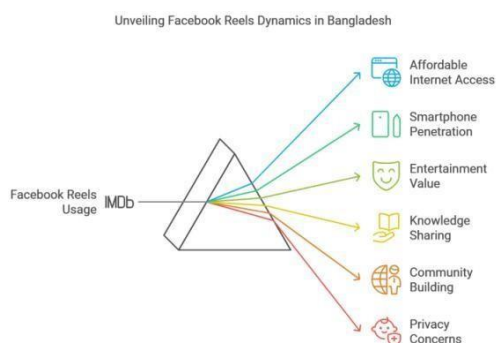 Unveiling Facebook Reels Dynamics in Bangladesh
Affordable
Internet Access
Smartphone
Penetration
Entertainment
Value
Facebook Reels
Usage
IMDb
Knowledge
Sharing
Community
Building
Privacy
Concerns